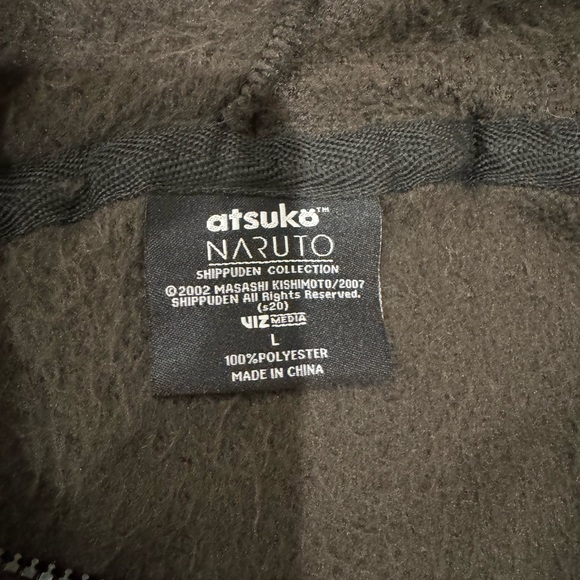 atsuko™
NARUTO
SHIPPUDEN COLLECTION
©2002 MASASHI KISHIMOTO/2007
SHIPPUDEN All Rights Reserved.
(s20)
VIZ MEDIA
L
100%POLYESTER
MADE IN CHINA